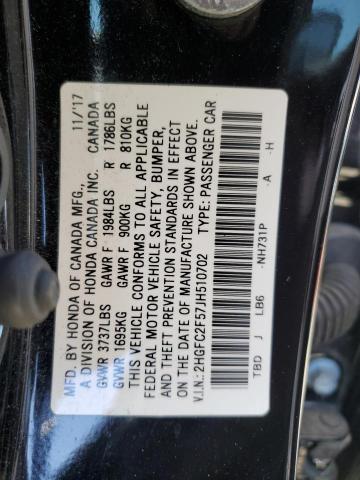 MFD. BY HONDA OF CANADA MFG., 11/'17
A DIVISION OF HONDA CANADA INC. CANADA
GVWR 3737LBS GAWR F 1984LBS R 1786LBS
GVWR 1695KG GAWR F 900KG R 810KG
THIS VEHICLE CONFORMS TO ALL APPLICABLE
FEDERAL MOTOR VEHICLE SAFETY, BUMPER,
AND THEFT PREVENTION STANDARDS IN EFFECT
ON THE DATE OF MANUFACTURE SHOWN ABOVE.
V.I.N.: 2HGFC2F57JH510702 TYPE: PASSENGER CAR
TBD J LB6 -NH731P -A -H